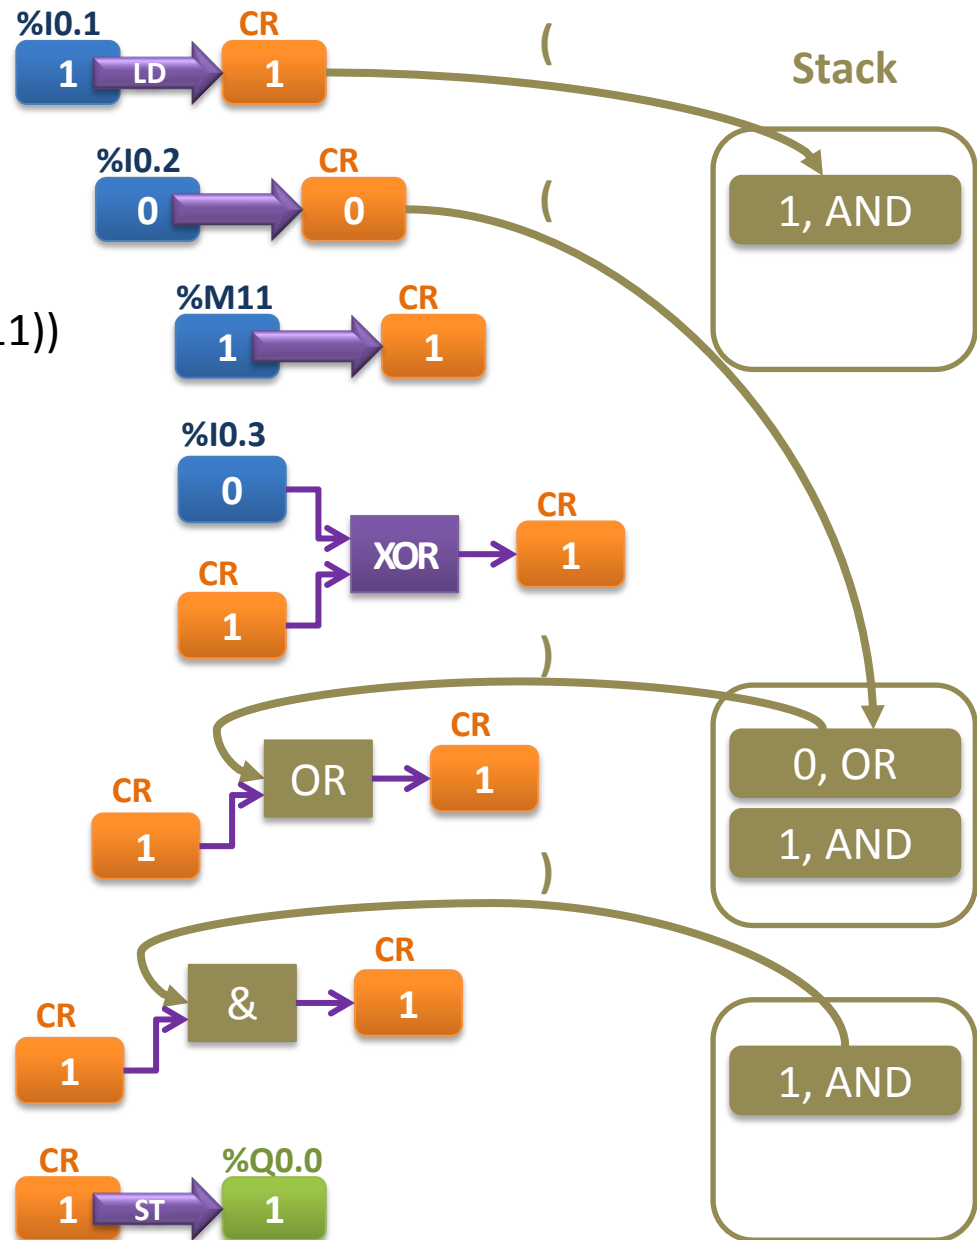 %I0.1 CR (
1 LD 1 Stack
%I0.2 CR (
0 0 1, AND
%M11 CR
1 1
1))
%I0.3
0
CR
XOR 1
CR
1
)
CR 0, OR
OR 1
CR
1 1, AND
)
CR
& 1
CR
1 1, AND
CR %Q0.0
1 ST 1